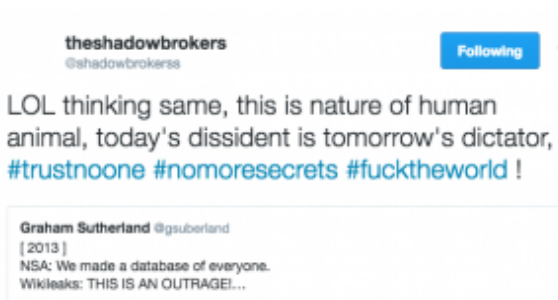 theshadowbrokers
@shadowbrokerss
Following
LOL thinking same, this is nature of human
animal, today's dissident is tomorrow's dictator,
#trustnoone #nomoresecrets #fucktheworld !
Graham Sutherland @gsuberland
[ 2013 ]
NSA: We made a database of everyone.
Wikileaks: THIS IS AN OUTRAGE!...